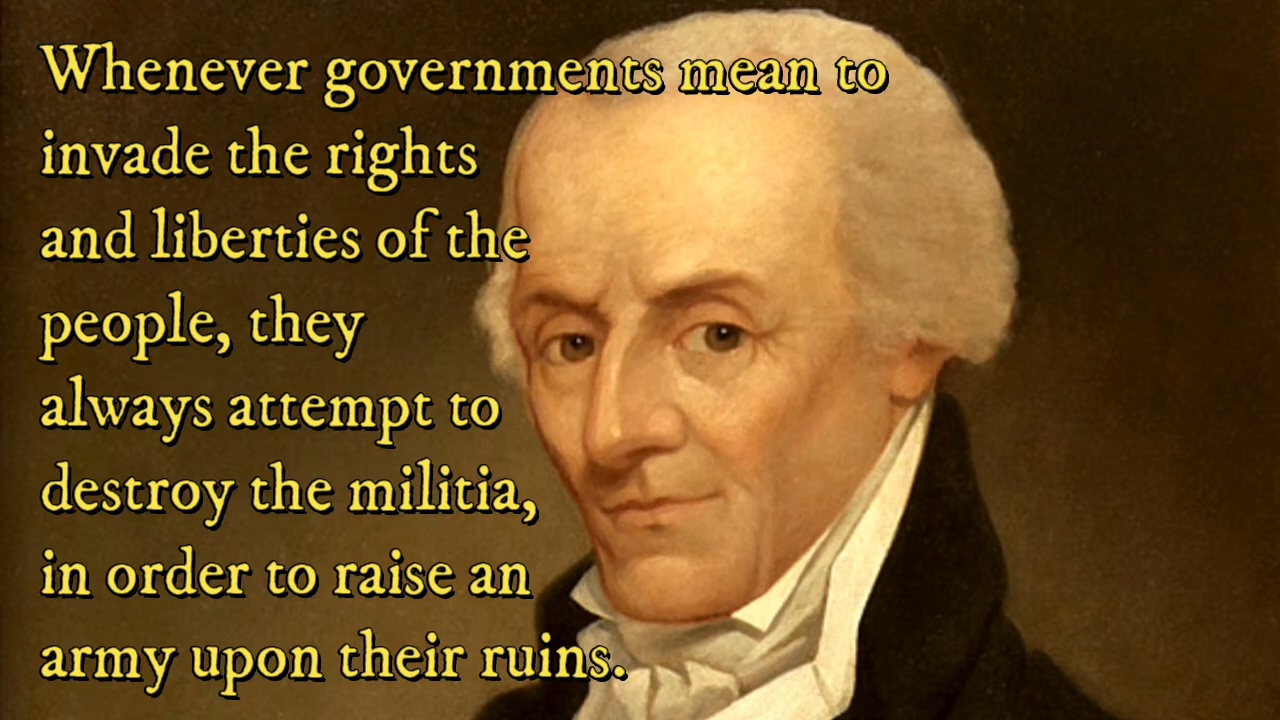 Whenever governments mean to
invade the rights
and liberties of the
people, they
always attempt to
destroy the militia,
in order to raise an
army upon their ruins.